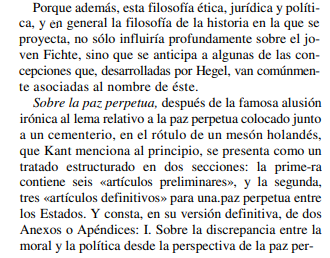 Porque además, esta filosofía ética, jurídica y políti-
ca, y en general la filosofía de la historia en la que se
proyecta, no sólo influiría profundamente sobre el jo-
ven Fichte, sino que se anticipa a algunas de las con-
cepciones que, desarrolladas por Hegel, van comúnmen-
te asociadas al nombre de éste.
Sobre la paz perpetua, después de la famosa alusión
irónica al lema relativo a la paz perpetua colocado junto
a un cementerio, en el rótulo de un mesón holandés,
que Kant menciona al principio, se presenta como un
tratado estructurado en dos secciones: la prime-ra
contiene seis «artículos preliminares», y la segunda,
tres «artículos definitivos» para una.paz perpetua entre
los Estados. Y consta, en su versión definitiva, de dos
Anexos o Apéndices: I. Sobre la discrepancia entre la
moral y la política desde la perspectiva de la paz per-